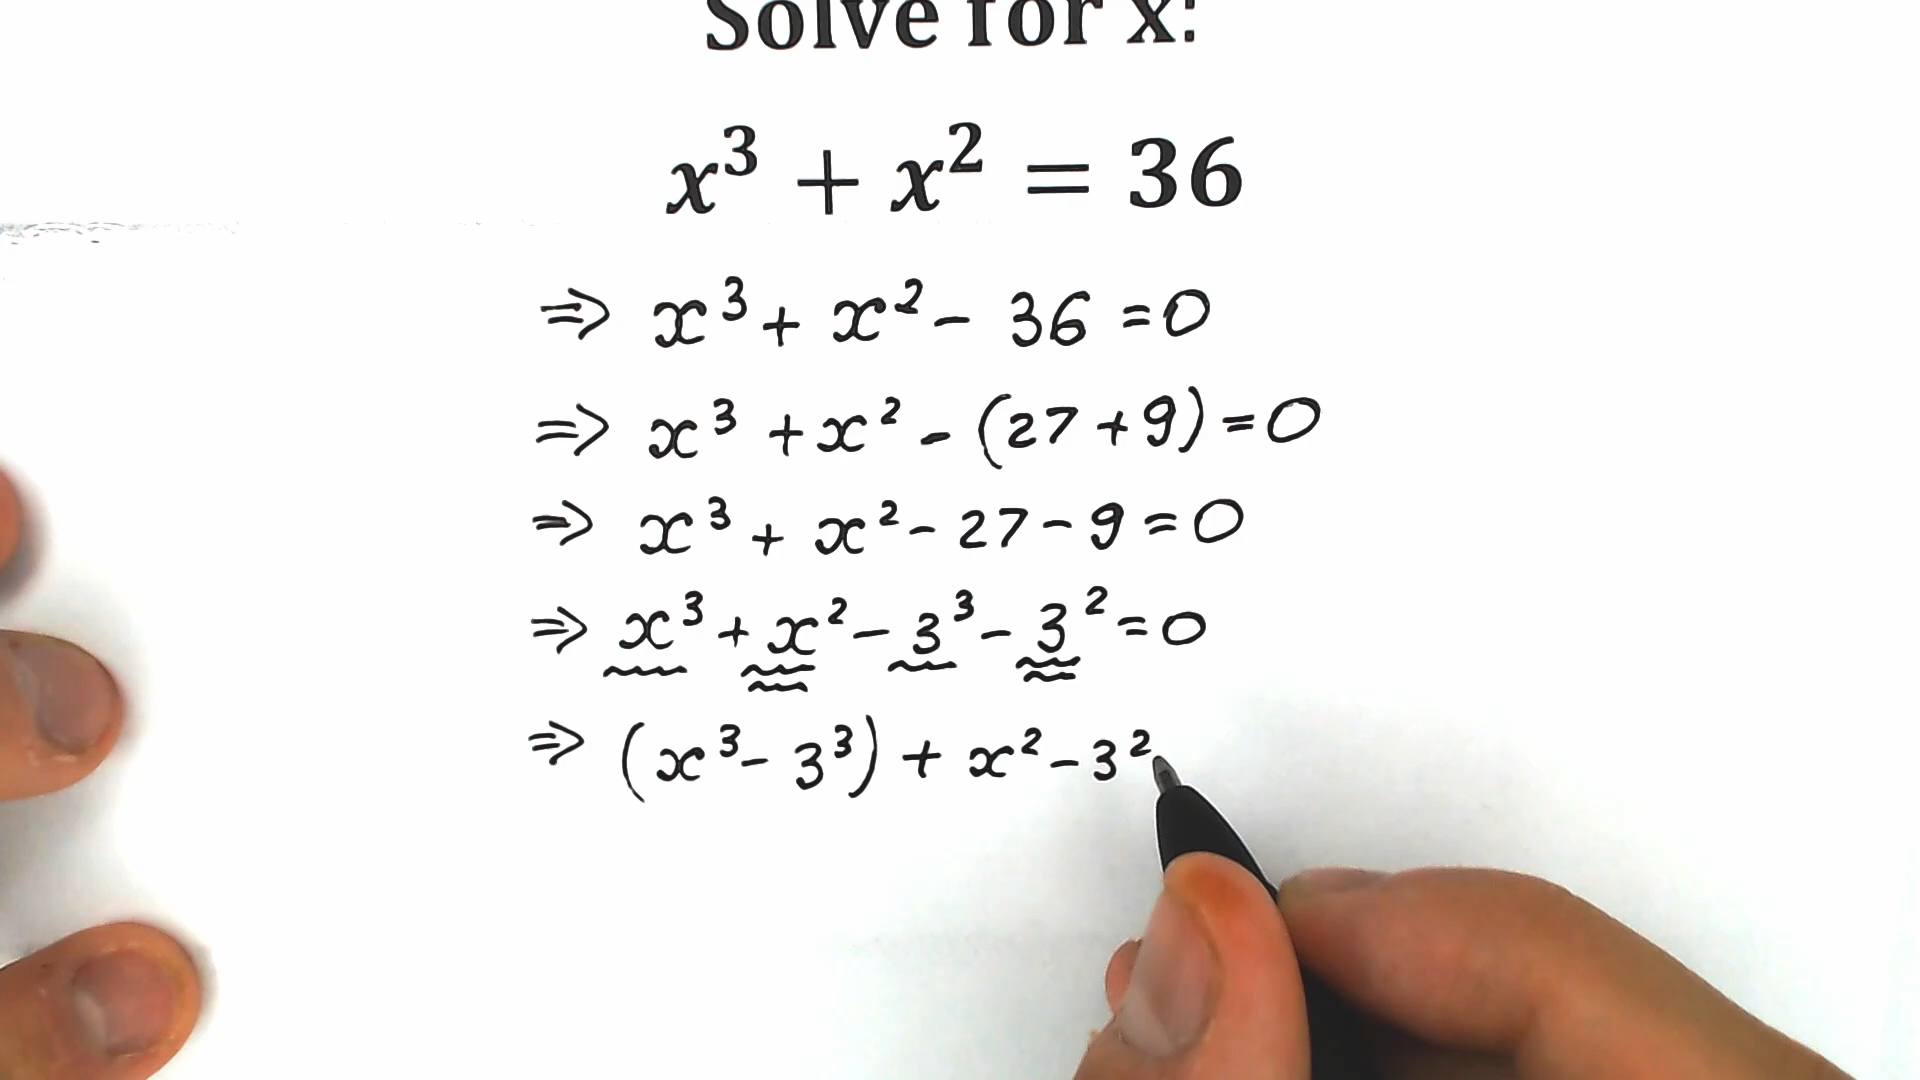 Solve for x:
x³ + x² = 36
⇒ x³ + x² - 36 = 0
⇒ x³ + x² - (27 + 9) = 0
⇒ x³ + x² - 27 - 9 = 0
⇒ x³ + x² - 3³ - 3² = 0
⇒ (x³ - 3³) + x² - 3²